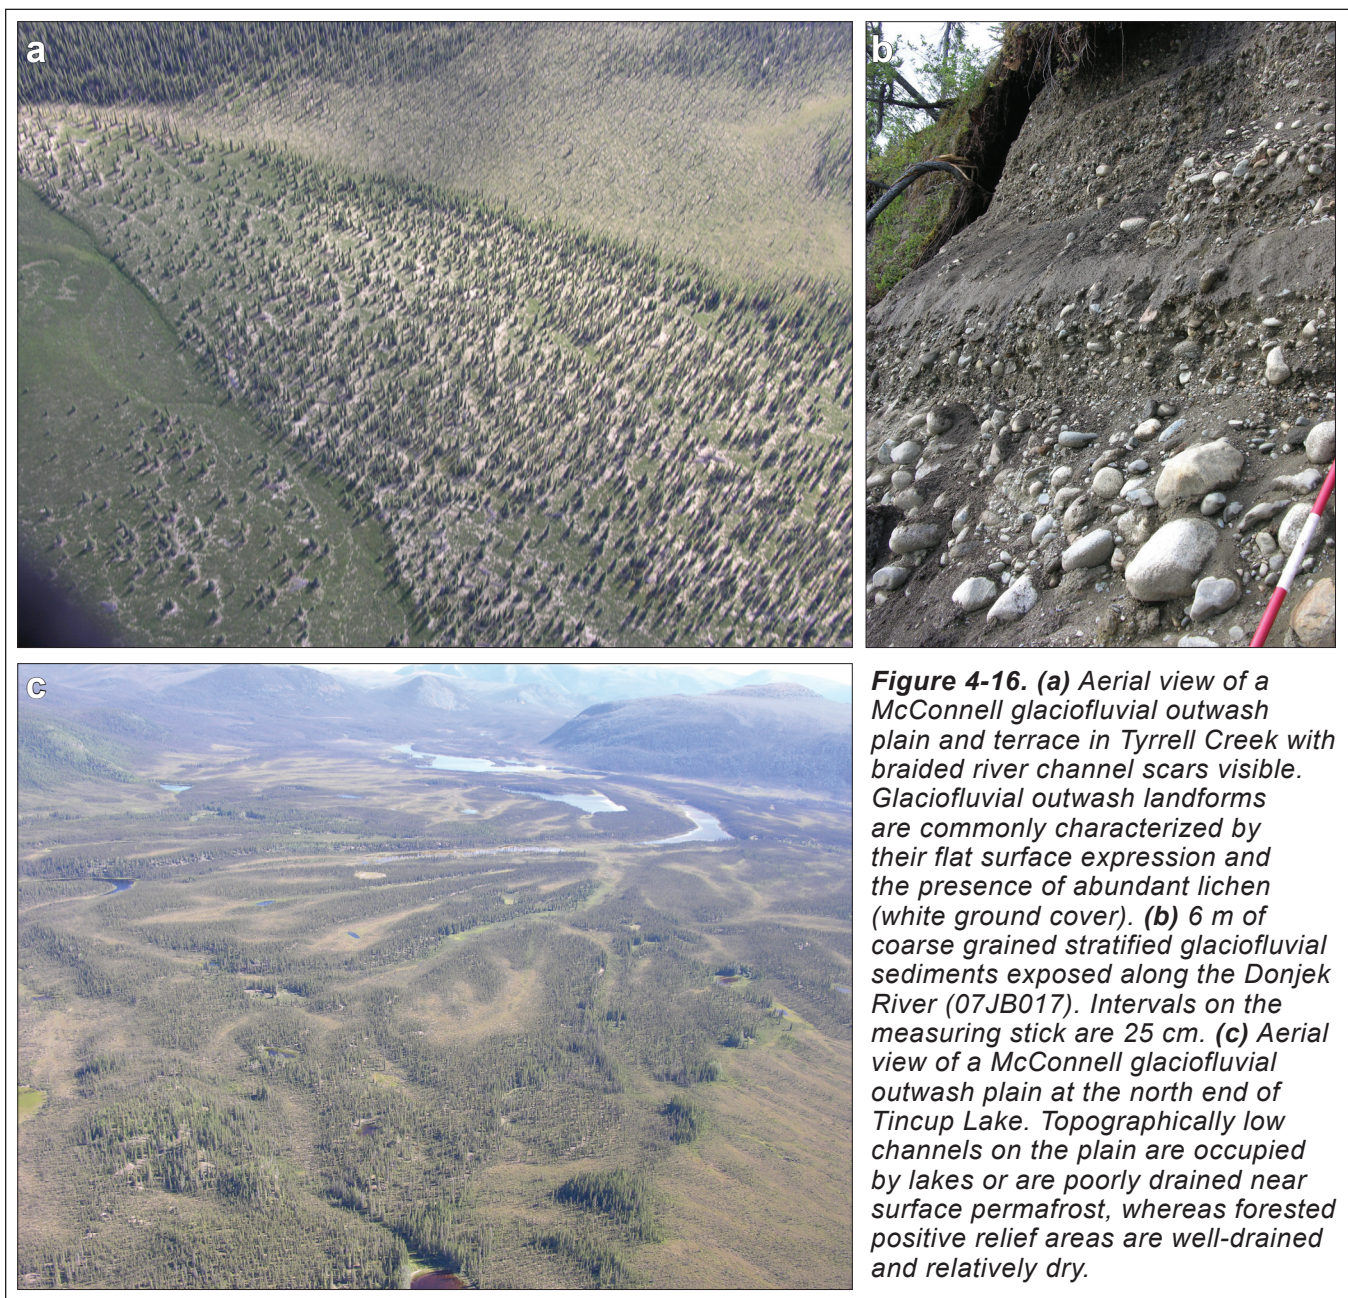 a
b
c
Figure 4-16. (a) Aerial view of a
McConnell glaciofluvial outwash
plain and terrace in Tyrrell Creek with
braided river channel scars visible.
Glaciofluvial outwash landforms
are commonly characterized by
their flat surface expression and
the presence of abundant lichen
(white ground cover). (b) 6 m of
coarse grained stratified glaciofluvial
sediments exposed along the Donjek
River (07JB017). Intervals on the
measuring stick are 25 cm. (c) Aerial
view of a McConnell glaciofluvial
outwash plain at the north end of
Tincup Lake. Topographically low
channels on the plain are occupied
by lakes or are poorly drained near
surface permafrost, whereas forested
positive relief areas are well-drained
and relatively dry.